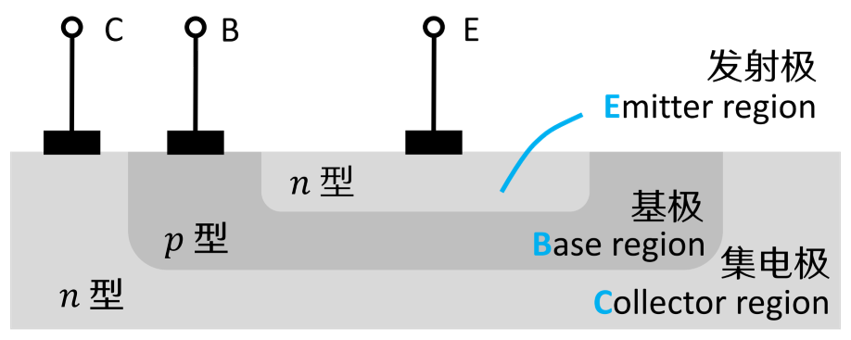 C
B
E
发射极
Emitter region
n 型
基极
p 型
Base region
集电极
n 型
Collector region